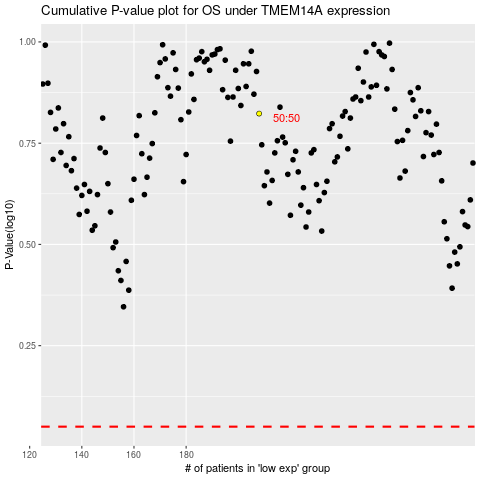 Cumulative P-value plot for OS under TMEM14A expression
P-Value(log10)
1.00
0.75
0.50
0.25
50:50
120 140 160 180
# of patients in 'low exp' group